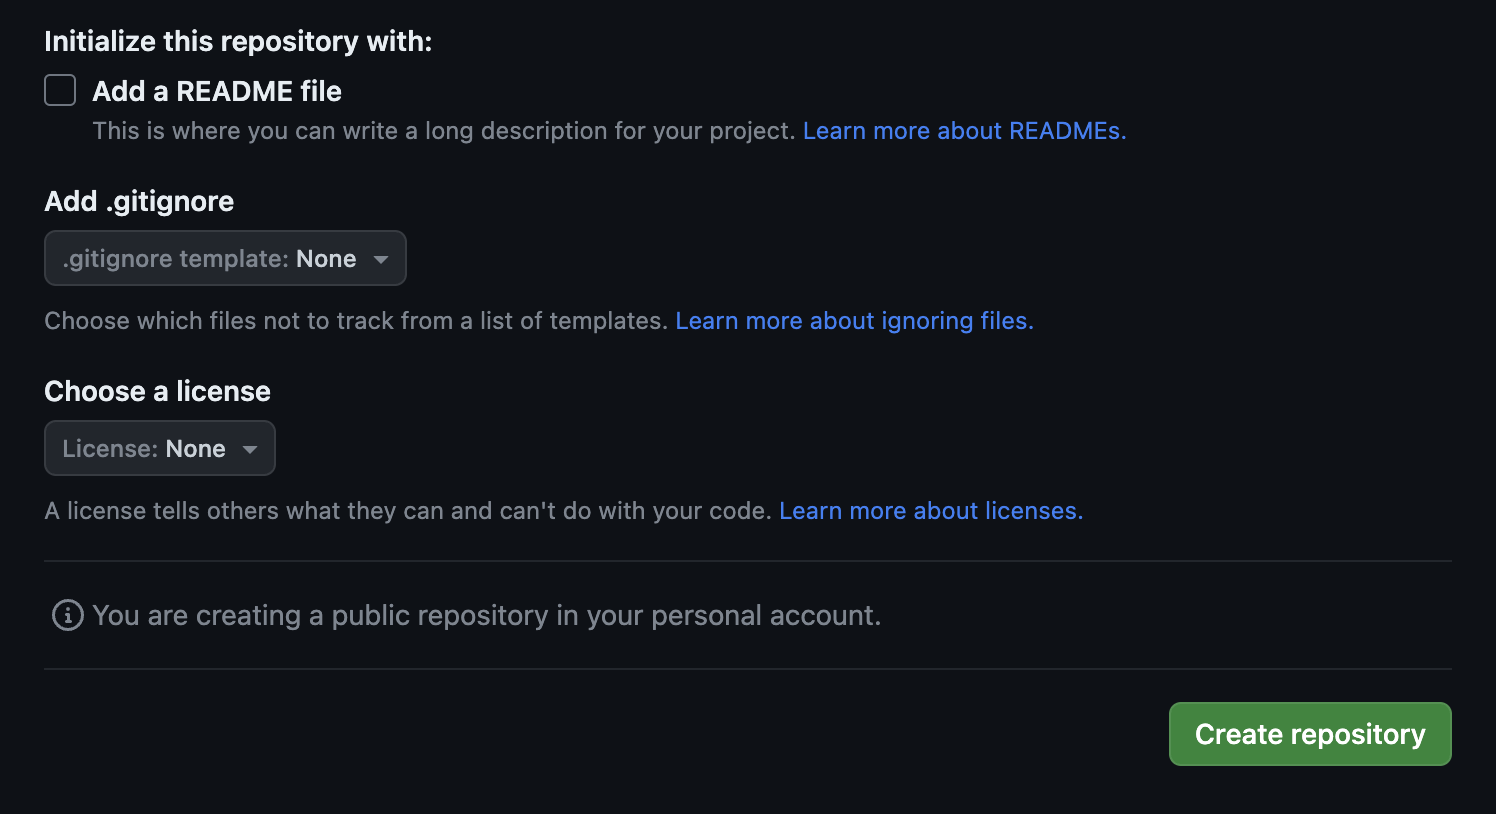 Initialize this repository with:
Add a README file
This is where you can write a long description for your project. Learn more about READMEs.
Add .gitignore
.gitignore template: None
Choose which files not to track from a list of templates. Learn more about ignoring files.
Choose a license
License: None
A license tells others what they can and can't do with your code. Learn more about licenses.
You are creating a public repository in your personal account.
Create repository